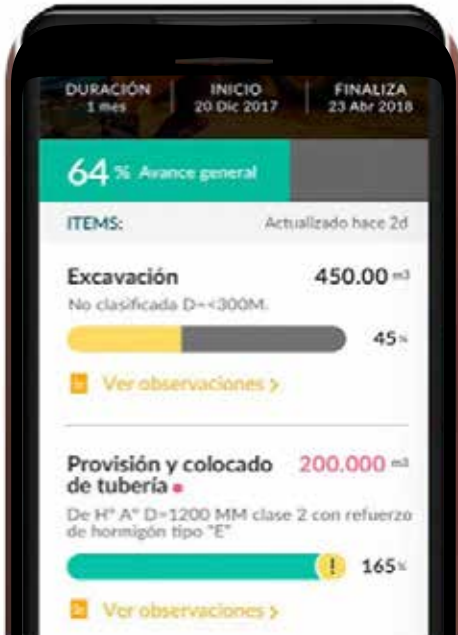 DURACIÓN INICIO FINALIZA
1 mes 20 Dic 2017 23 Abr 2018
64 % Avance general
ITEMS: Actualizado hace 2d
Excavación 450.00 m3
No clasificada D=<300M.
45 %
Ver observaciones >
Provisión y colocado 200.000 m3
de tubería
De H° A° D=1200 MM clase 2 con refuerzo
de hormigón tipo "E"
! 165 %
Ver observaciones >